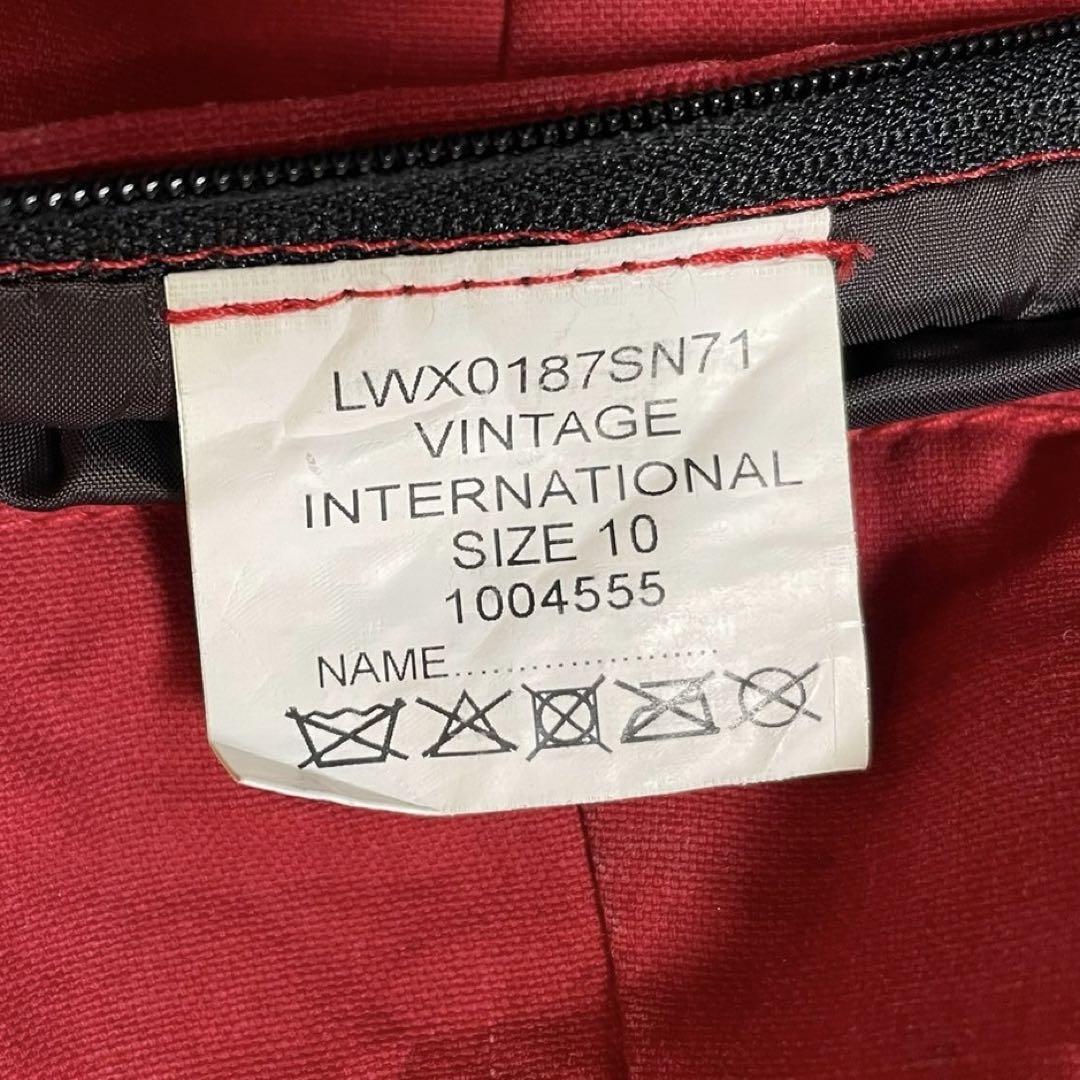 LWX0187SN71
VINTAGE
INTERNATIONAL
SIZE 10
1004555
NAME......................